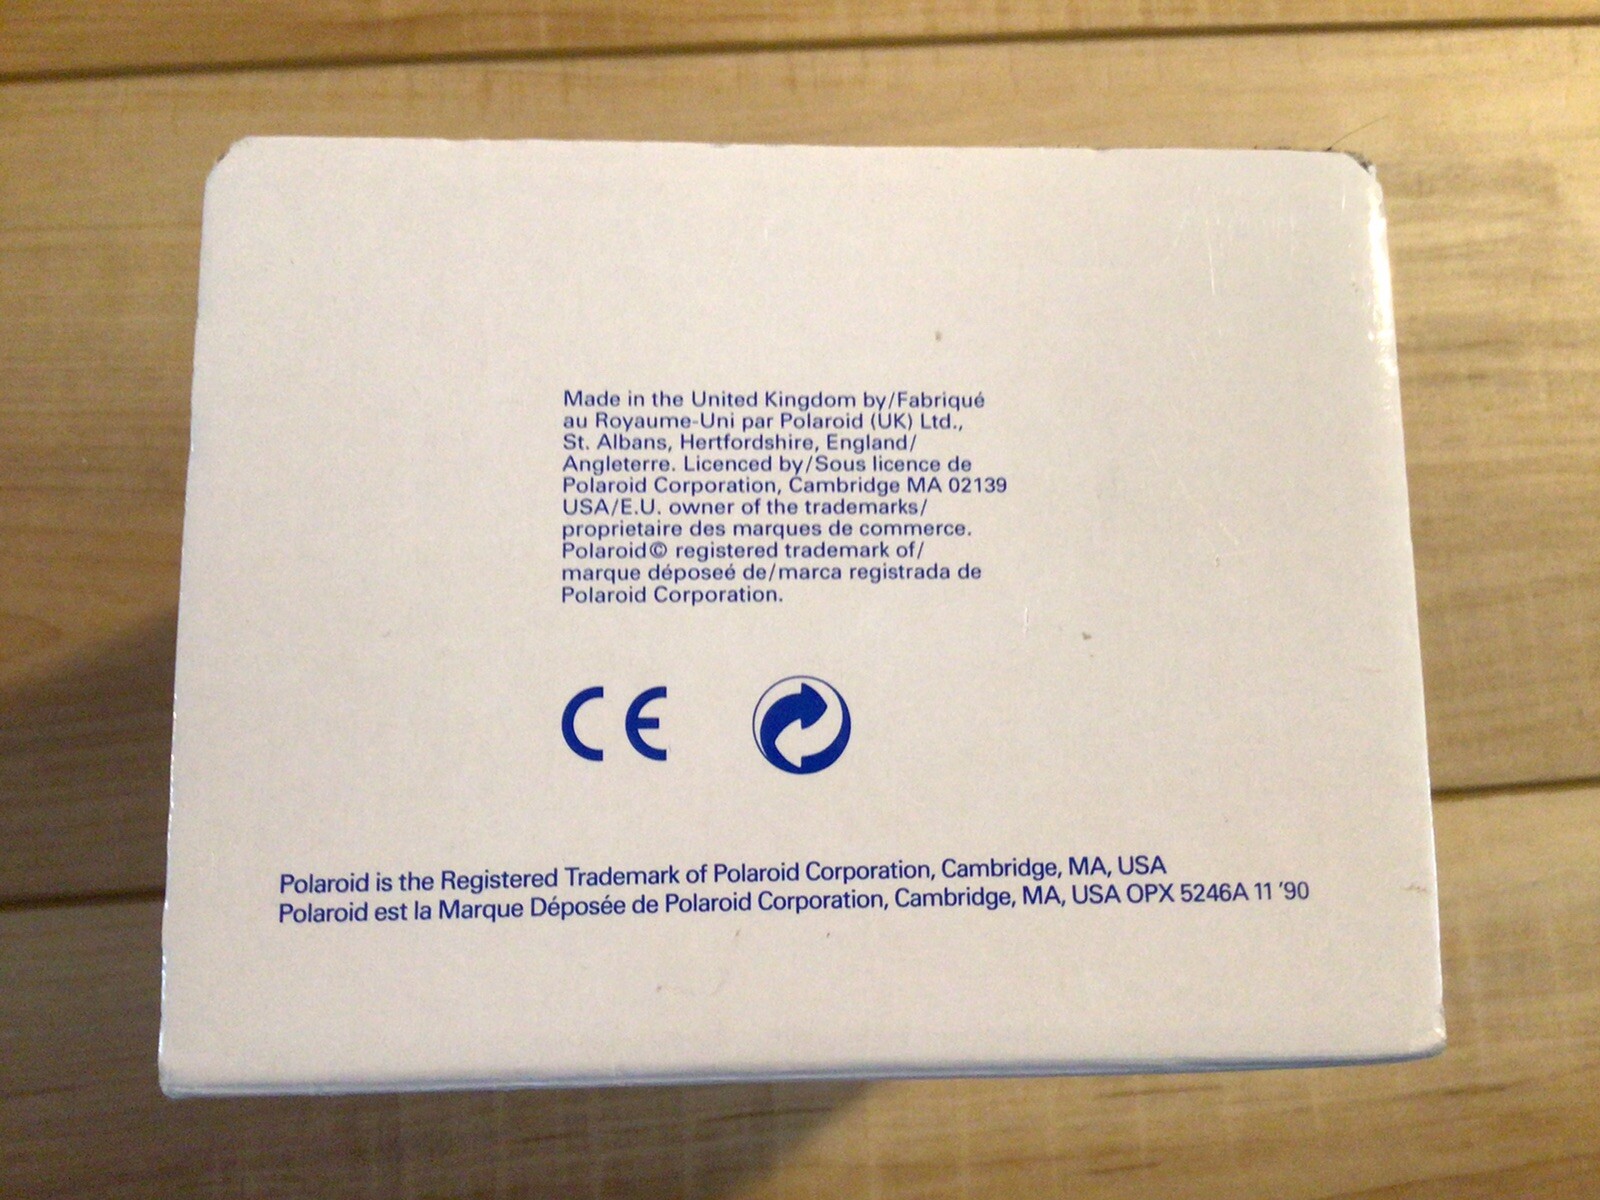 Made in the United Kingdom by/Fabriqué
au Royaume-Uni par Polaroid (UK) Ltd.,
St. Albans, Hertfordshire, England/
Angleterre. Licenced by/Sous licence de
Polaroid Corporation, Cambridge MA 02139
USA/E.U. owner of the trademarks/
proprietaire des marques de commerce.
Polaroid© registered trademark of/
marque déposeé de/marca registrada de
Polaroid Corporation.
CE
Polaroid is the Registered Trademark of Polaroid Corporation, Cambridge, MA, USA
Polaroid est la Marque Déposée de Polaroid Corporation, Cambridge, MA, USA OPX 5246A 11 '90